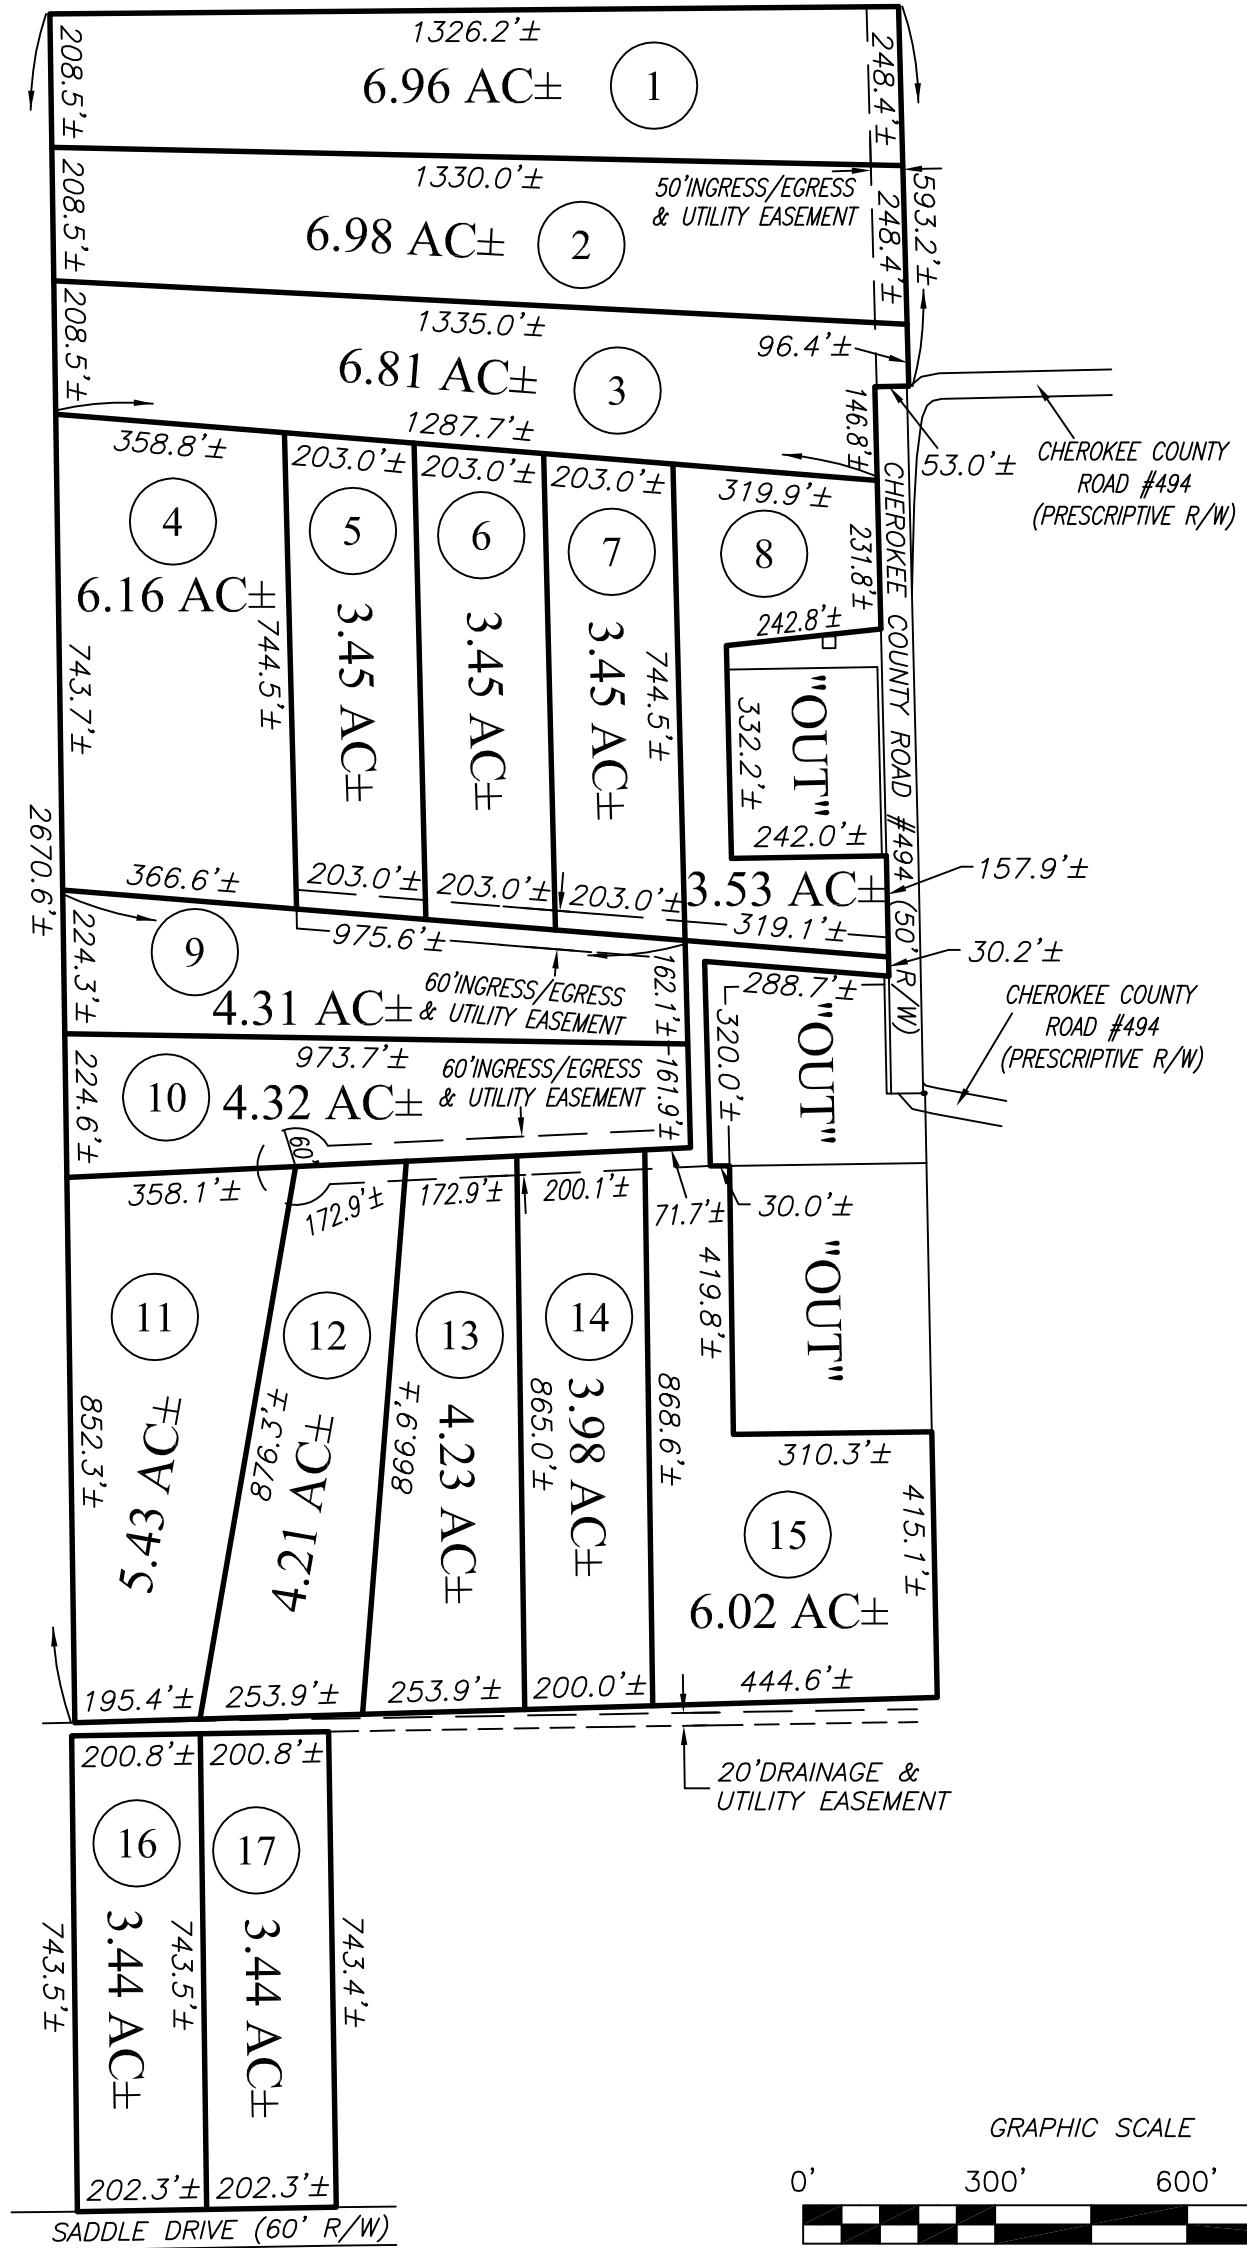 1326.2'±
208.5'±
6.96 AC±
1
248.4'±
1330.0'±
208.5'±
50'INGRESS/EGRESS
& UTILITY EASEMENT
6.98 AC±
2
248.4'±
593.2'±
1335.0'±
208.5'±
96.4'±
6.81 AC±
3
1287.7'±
146.8'±
53.0'±
CHEROKEE COUNTY
ROAD #494
(PRESCRIPTIVE R/W)
358.8'±
203.0'±
203.0'±
203.0'±
319.9'±
4
5
6
7
8
6.16 AC±
3.45 AC±
3.45 AC±
3.45 AC±
231.8'±
242.8'±
743.7'±
744.5'±
744.5'±
332.2'±
"OUT"
242.0'±
CHEROKEE COUNTY ROAD #494 (50' R/W)
2670.6'±
366.6'±
203.0'±
203.0'±
203.0'±
3.53 AC±
157.9'±
319.1'±
30.2'±
9
975.6'±
224.3'±
4.31 AC±
60'INGRESS/EGRESS
& UTILITY EASEMENT
162.1'±
288.7'±
CHEROKEE COUNTY
ROAD #494
(PRESCRIPTIVE R/W)
320.0'±
"OUT"
973.7'±
224.6'±
10
4.32 AC±
60'INGRESS/EGRESS
& UTILITY EASEMENT
161.9'±
60'
358.1'±
172.9'±
172.9'±
200.1'±
71.7'±
30.0'±
419.8'±
"OUT"
11
12
13
14
852.3'±
5.43 AC±
876.3'±
4.21 AC±
866.9'±
4.23 AC±
865.0'±
3.98 AC±
868.6'±
310.3'±
415.1'±
15
6.02 AC±
195.4'±
253.9'±
253.9'±
200.0'±
444.6'±
200.8'±
200.8'±
20'DRAINAGE &
UTILITY EASEMENT
16
17
743.5'±
3.44 AC±
743.5'±
3.44 AC±
743.4'±
202.3'±
202.3'±
SADDLE DRIVE (60' R/W)
GRAPHIC SCALE
0' 300' 600'